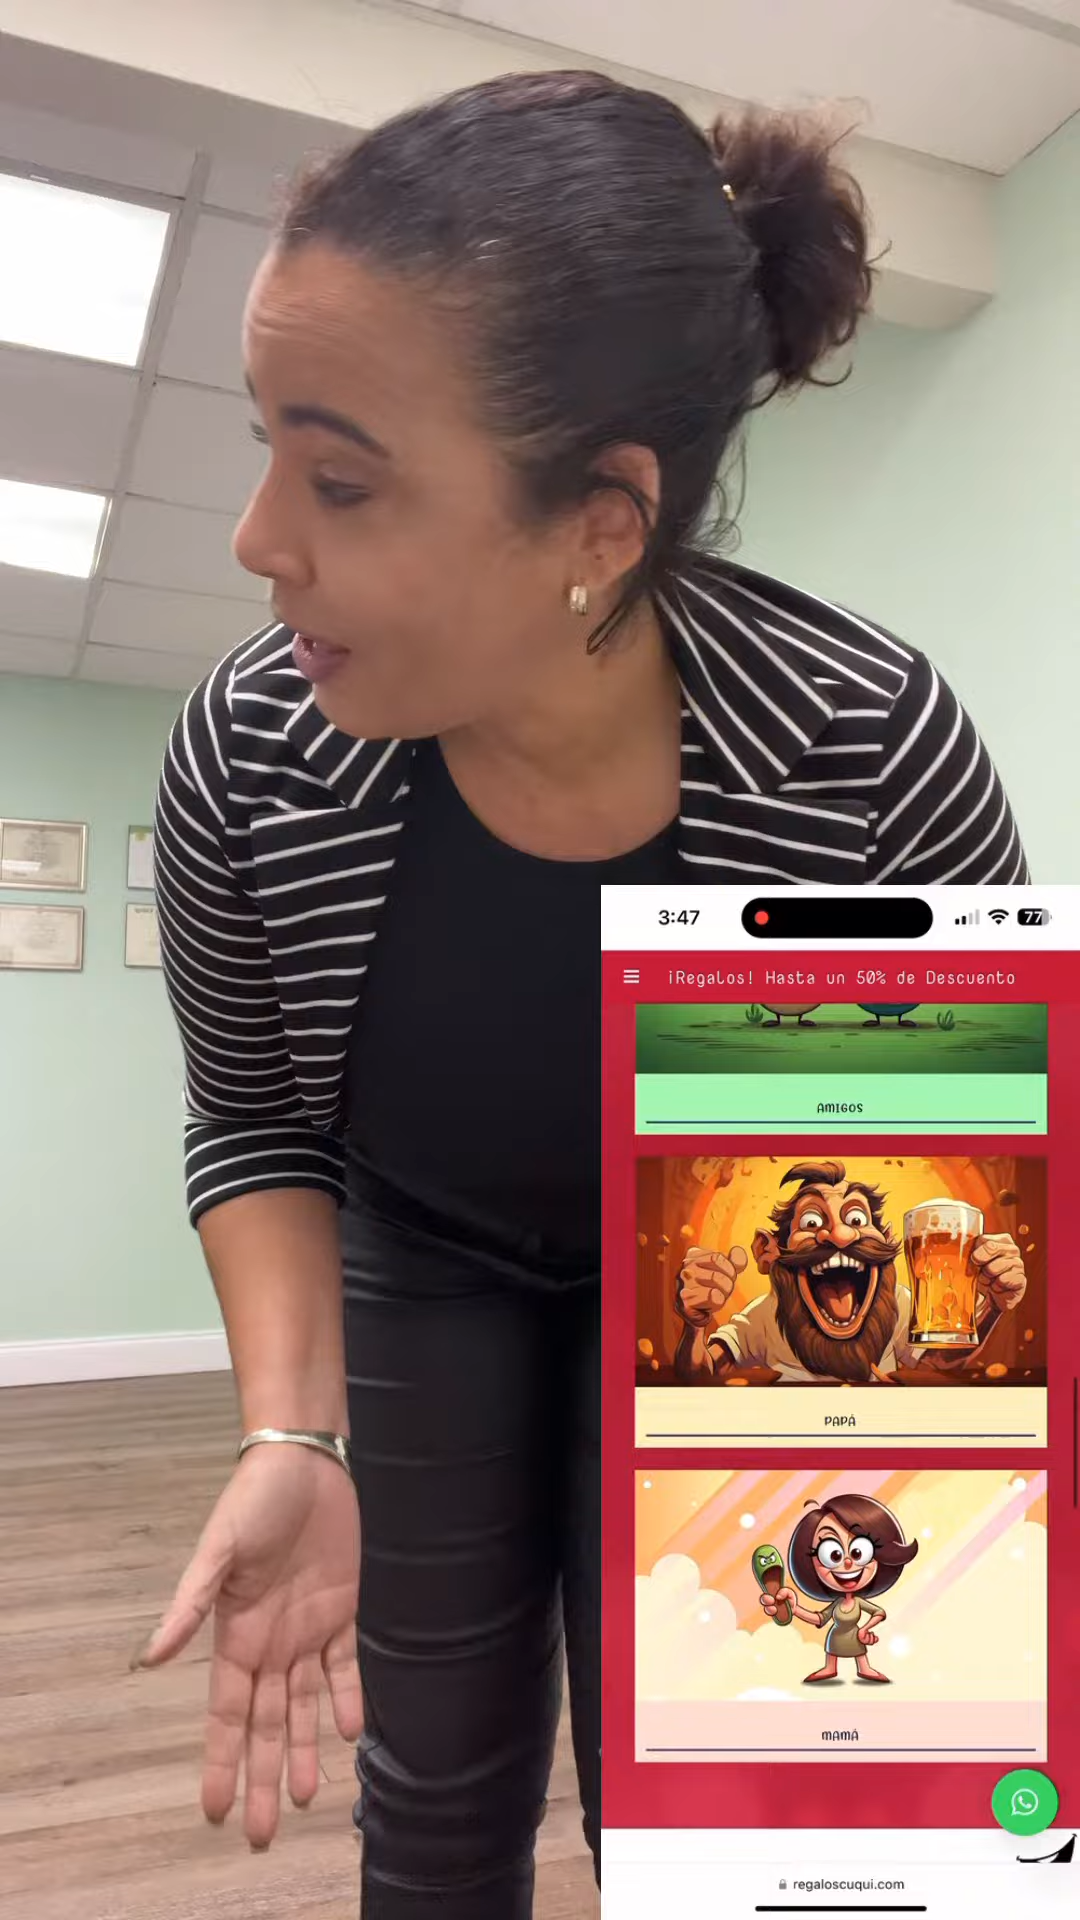 3:47
77
¡Regalos! Hasta un 50% de Descuento
AMIGOS
PAPÁ
MAMÁ
regaloscuqui.com